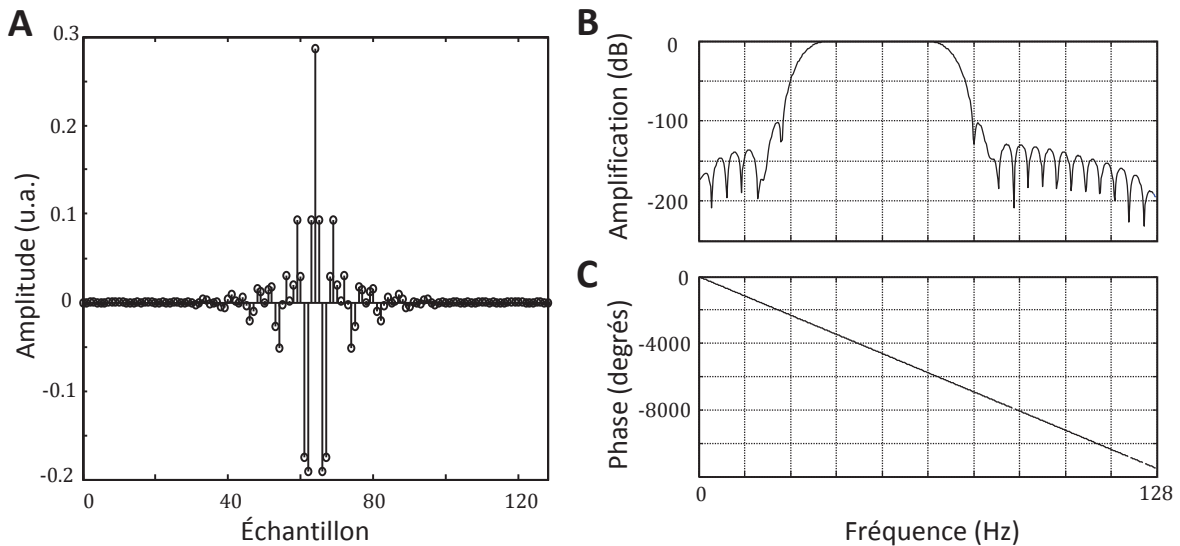 A
0.3
0.2
0.1
0
-0.1
-0.2
0
40
80
120
Amplitude (u.a.)
Échantillon
B
0
-100
-200
Amplification (dB)
C
0
-4000
-8000
Phase (degrés)
0
128
Fréquence (Hz)